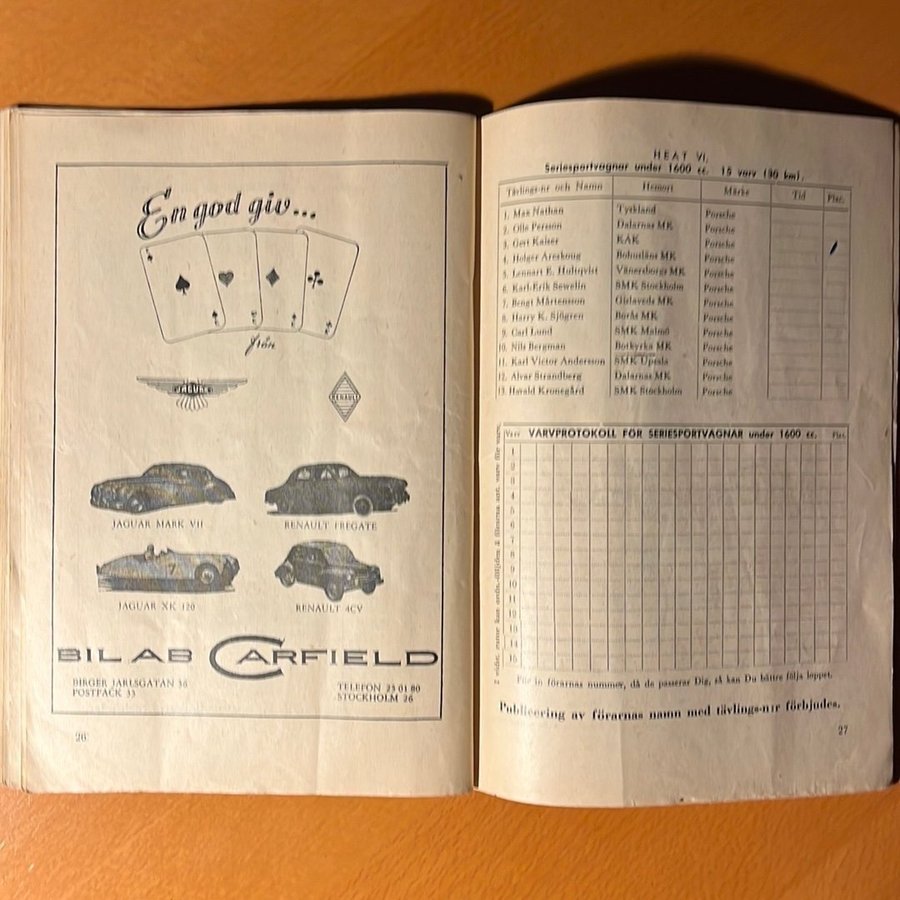 En god giv...
från
JAGUAR
RENAULT
JAGUAR MARK VII
RENAULT FREGATE
7
JAGUAR XK 120
RENAULT 4CV
BILAB CARFIELD
BIRGER JARLSGATAN 36
POSTFACK 33
TELEFON 23 01 80
STOCKHOLM 26
26
HEAT VI.
Seriesportvagnar under 1600 cc. 15 varv (30 km).
Tävlings-nr och Namn Hemort Märke Tid Plac.
1. Max Nathan Tyskland Porsche
2. Olle Persson Dalarnas MK Porsche
3. Gert Kaiser KAK Porsche
4. Holger Areskoug Bohusläns MK Porsche
5. Lennart E. Hultqvist Vänersborgs MK Porsche
6. Karl-Erik Sewelin SMK Stockholm Porsche
7. Bengt Mårtensson Gislaveds MK Porsche
8. Harry K. Sjögren Borås MK Porsche
9. Carl Lund SMK Malmö Porsche
10. Nils Bergman Botkyrka MK Porsche
11. Karl Victor Andersson SMK Upsala Porsche
12. Alvar Strandberg Dalarnas MK Porsche
13. Harald Kronegård SMK Stockholm Porsche
Varv VARVPROTOKOLL FÖR SERIESPORTVAGNAR under 1600 cc. Plac.
1
2
3
4
5
6
7
8
9
10
11
12
13
14
15
För in förarnas nummer, då de passerar Dig, så kan Du bättre följa loppet.
Publicering av förarnas namn med tävlings-n:r förbjudes.
27